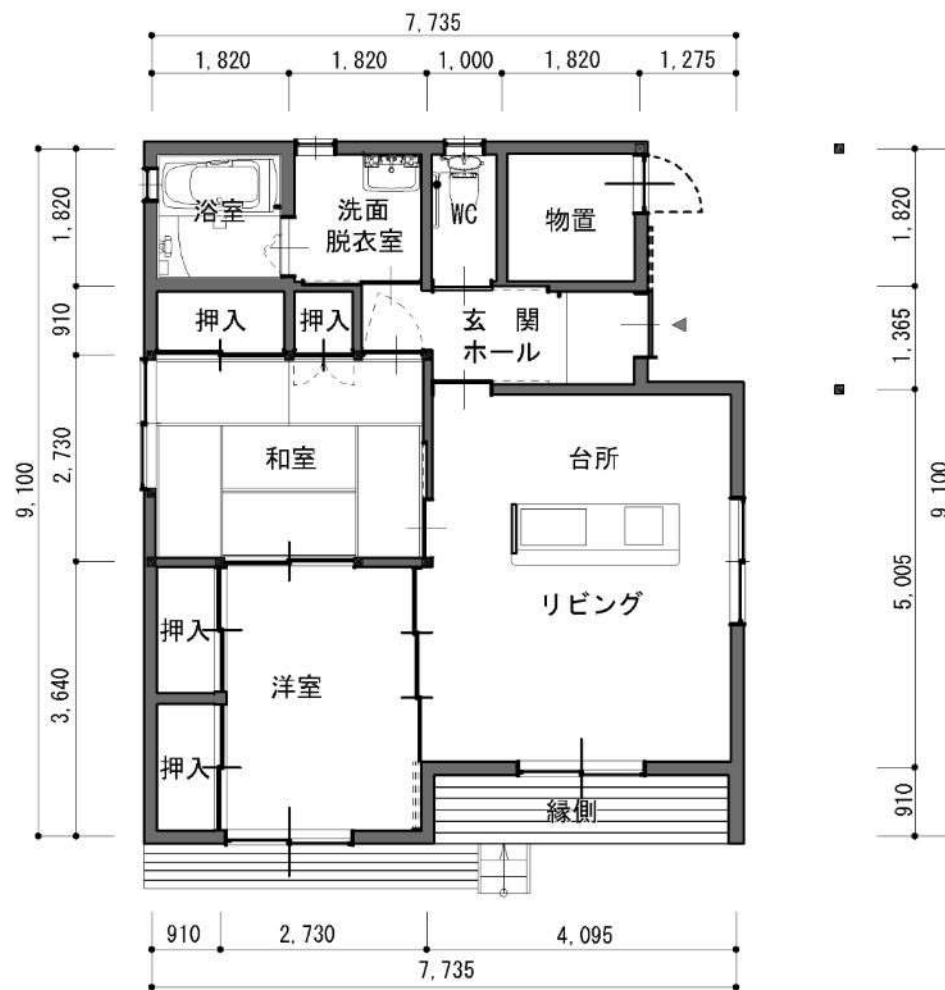 7,735
1,820
1,820
1,000
1,820
1,275
浴室
洗面
脱衣室
WC
物置
1,820
1,820
押入
押入
玄 関
ホール
910
1,365
和室
台所
2,730
9,100
9,100
リビング
5,005
押入
洋室
3,640
押入
縁側
910
910
2,730
4,095
7,735